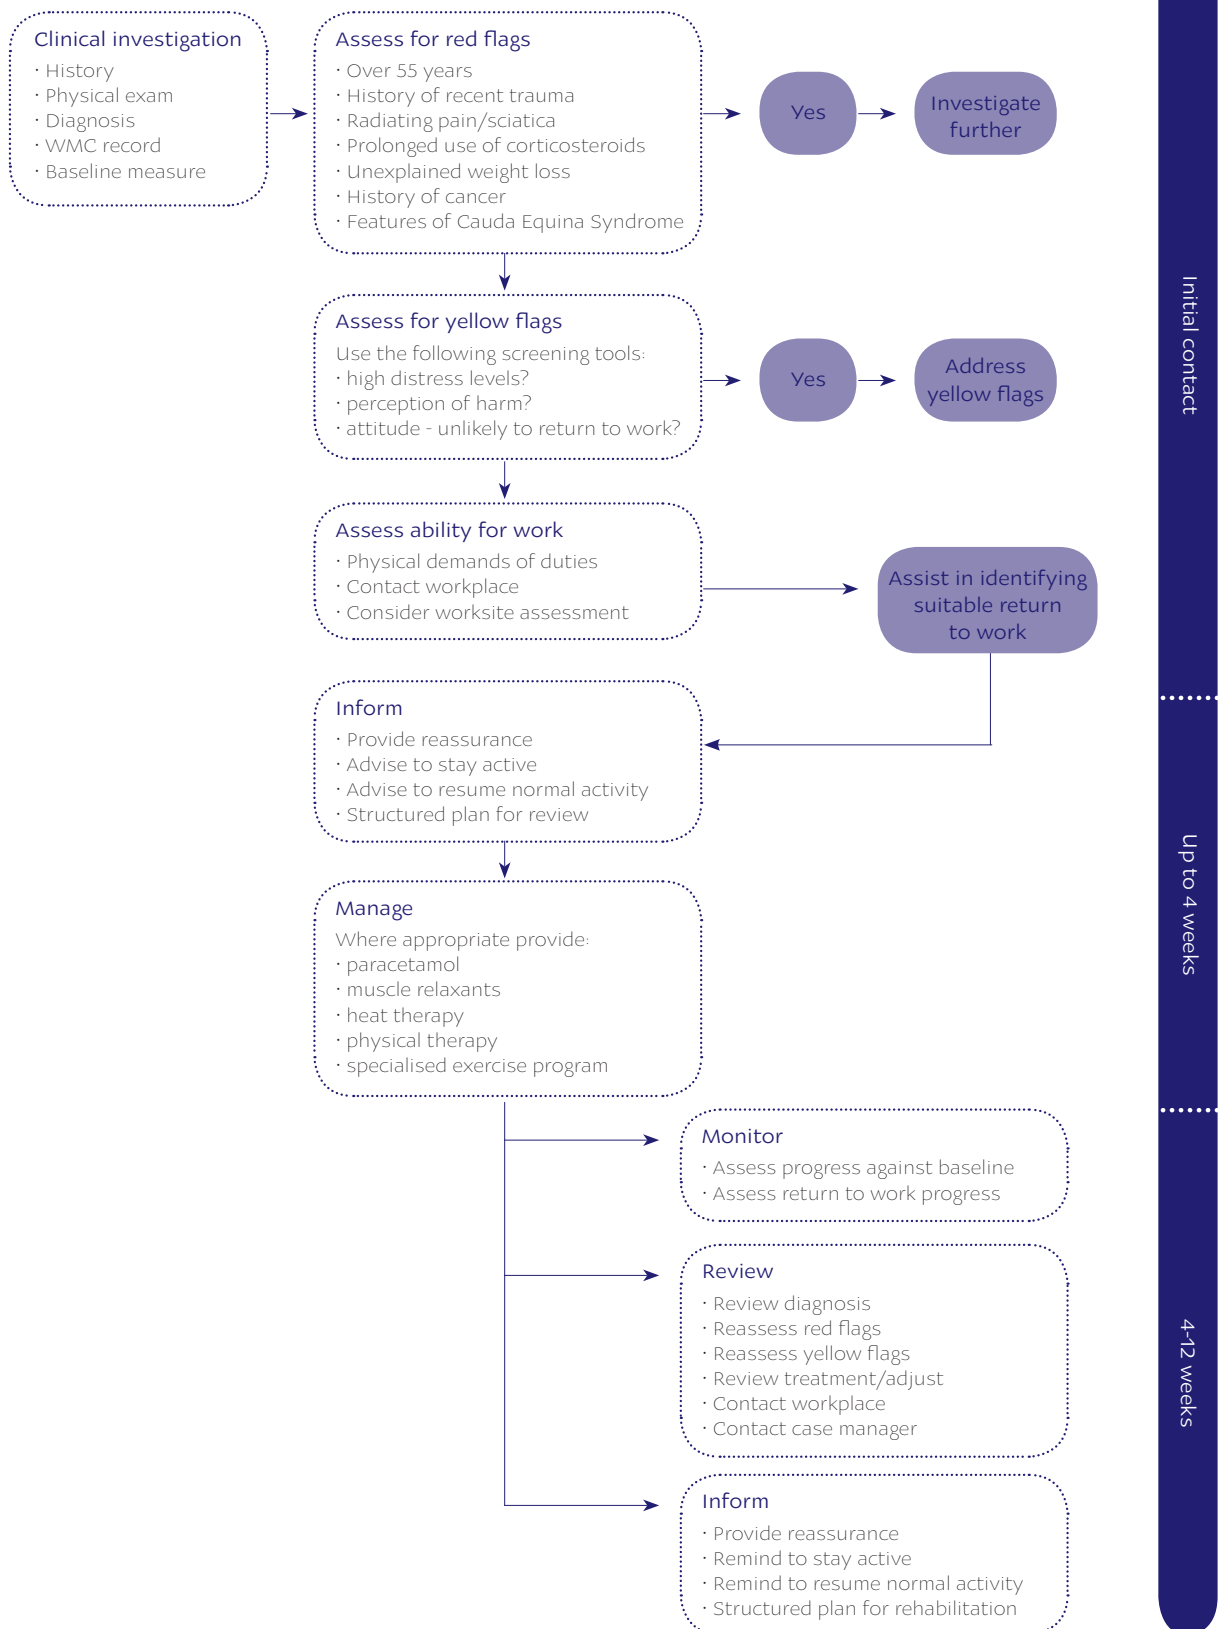 Clinical investigation
· History
· Physical exam
· Diagnosis
· WMC record
· Baseline measure
Assess for red flags
· Over 55 years
· History of recent trauma
· Radiating pain/sciatica
· Prolonged use of corticosteroids
· Unexplained weight loss
· History of cancer
· Features of Cauda Equina Syndrome
Yes
Investigate
further
Assess for yellow flags
Use the following screening tools:
· high distress levels?
· perception of harm?
· attitude - unlikely to return to work?
Yes
Address
yellow flags
Assess ability for work
· Physical demands of duties
· Contact workplace
· Consider worksite assessment
Assist in identifying
suitable return
to work
Initial contact
Inform
· Provide reassurance
· Advise to stay active
· Advise to resume normal activity
· Structured plan for review
Manage
Where appropriate provide:
· paracetamol
· muscle relaxants
· heat therapy
· physical therapy
· specialised exercise program
Up to 4 weeks
Monitor
· Assess progress against baseline
· Assess return to work progress
Review
· Review diagnosis
· Reassess red flags
· Reassess yellow flags
· Review treatment/adjust
· Contact workplace
· Contact case manager
Inform
· Provide reassurance
· Remind to stay active
· Remind to resume normal activity
· Structured plan for rehabilitation
4-12 weeks